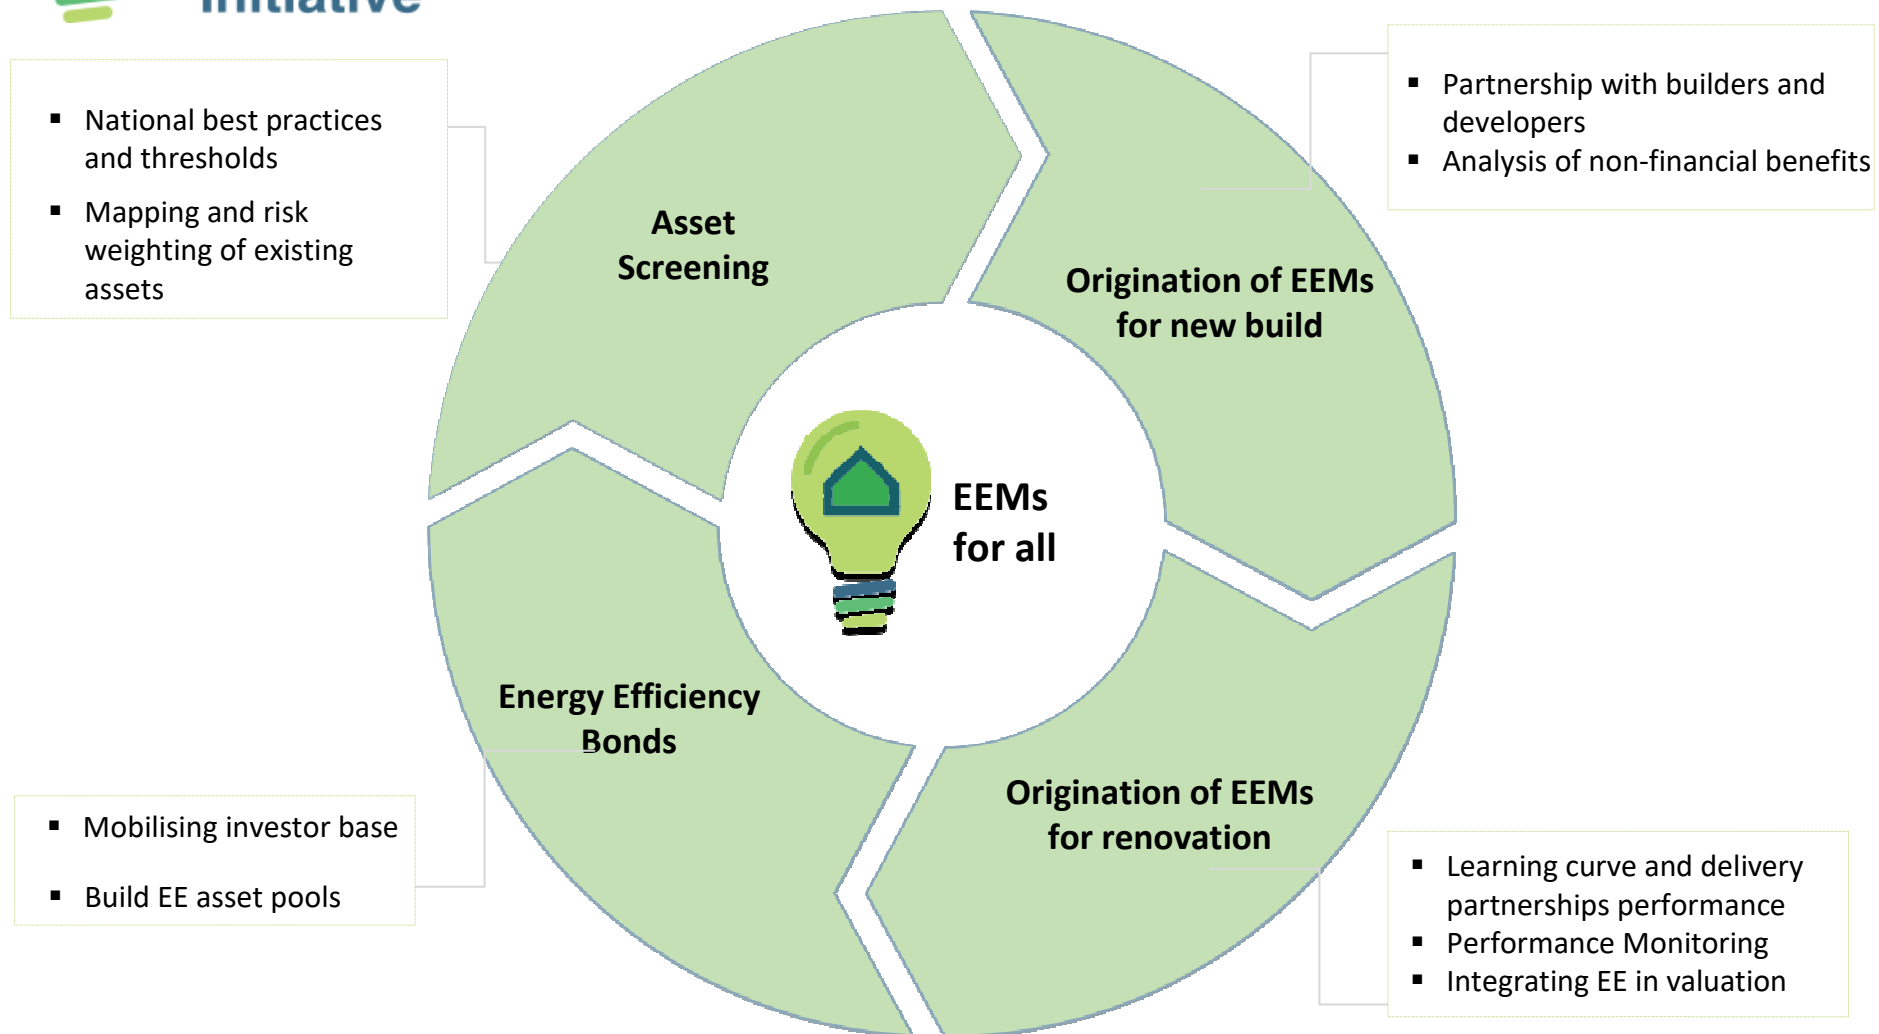 Initiative
▪ National best practices
and thresholds
▪ Mapping and risk
weighting of existing
assets
▪ Partnership with builders and
developers
▪ Analysis of non-financial benefits
Asset
Screening
Origination of EEMs
for new build
EEMs
for all
Energy Efficiency
Bonds
Origination of EEMs
for renovation
▪ Mobilising investor base
▪ Build EE asset pools
▪ Learning curve and delivery
partnerships performance
▪ Performance Monitoring
▪ Integrating EE in valuation